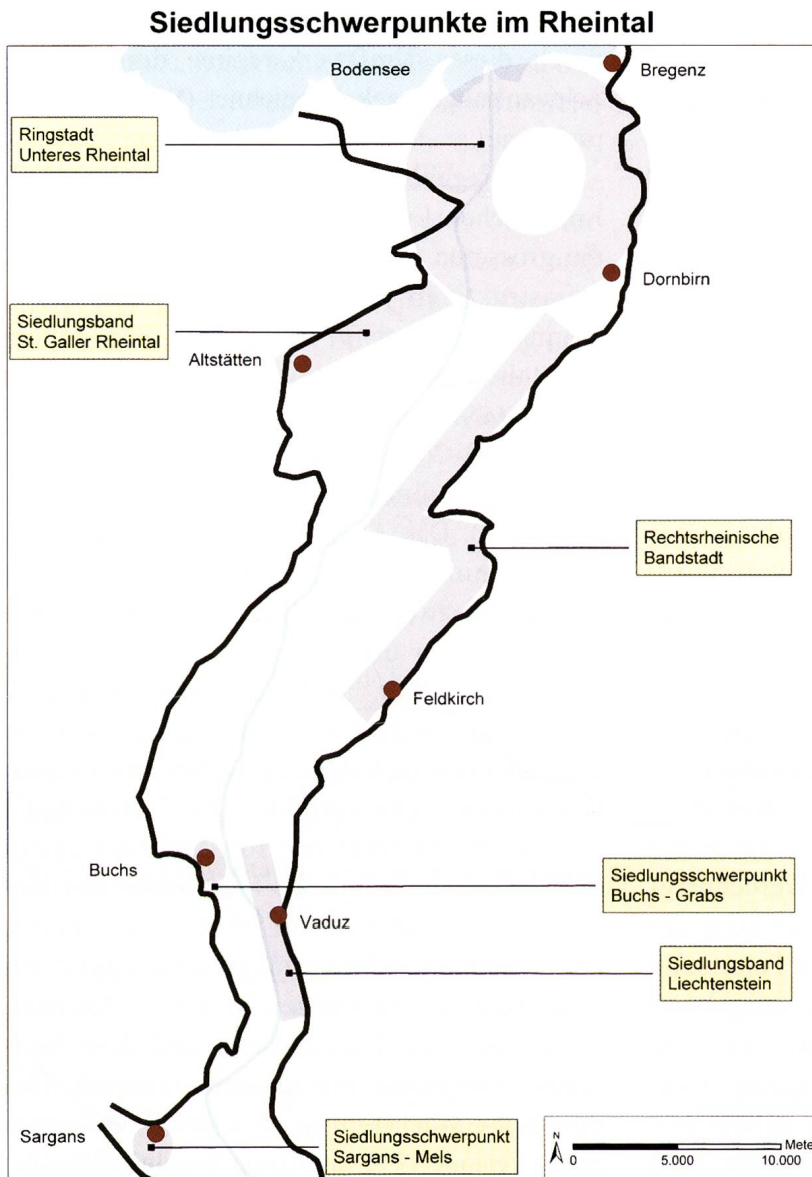 Siedlungsschwerpunkte im Rheintal
Bodensee
Bregenz
Ringstadt
Unteres Rheintal
Dornbirn
Siedlungsband
St. Galler Rheintal
Altstätten
Rechtsrheinische
Bandstadt
Feldkirch
Buchs
Siedlungsschwerpunkt
Buchs - Grabs
Vaduz
Siedlungsband
Liechtenstein
Sargans
Siedlungsschwerpunkt
Sargans - Mels
N
Mete
0 5.000 10.000